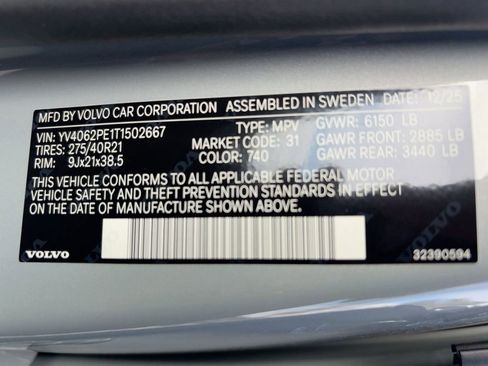 MFD BY VOLVO CAR CORPORATION ASSEMBLED IN SWEDEN 12/25
VIN: YV4062PE1T1502667 TYPE: MPV GVWR: 6150 LB
TIRES: 275/40R21 MARKET CODE: 31 GAWR FRONT: 2885 LB
RIM: 9Jx21x38.5 COLOR: 740 GAWR REAR: 3440 LB
THIS VEHICLE CONFORMS TO ALL APPLICABLE FEDERAL MOTOR
VEHICLE SAFETY AND THEFT PREVENTION STANDARDS IN EFFECT
ON THE DATE OF MANUFACTURE SHOWN ABOVE.
VOLVO 32390594